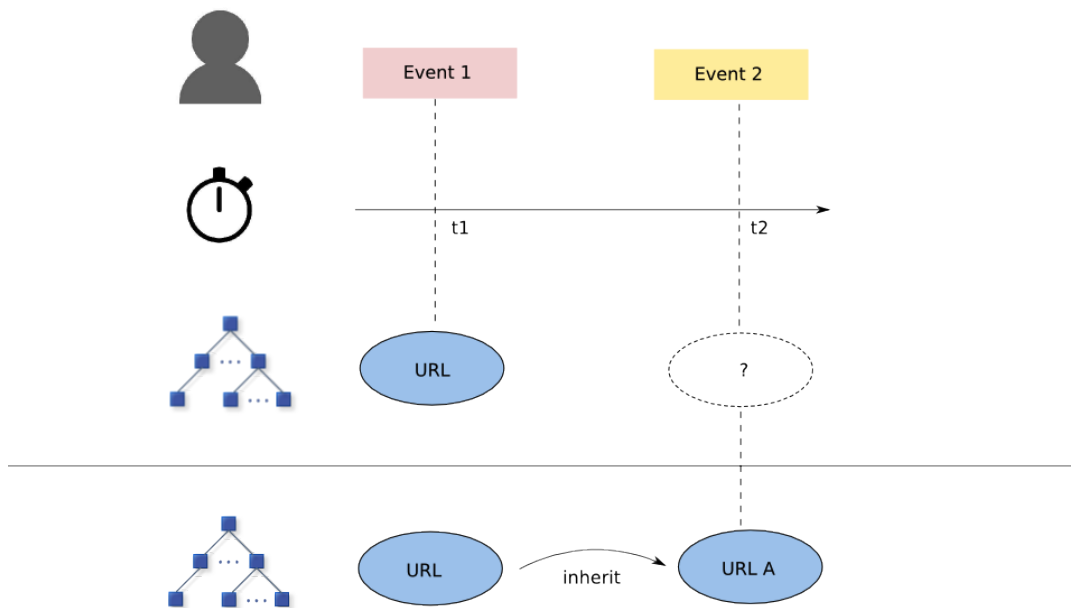 Event 1
Event 2
t1
t2
URL
?
URL
inherit
URL A